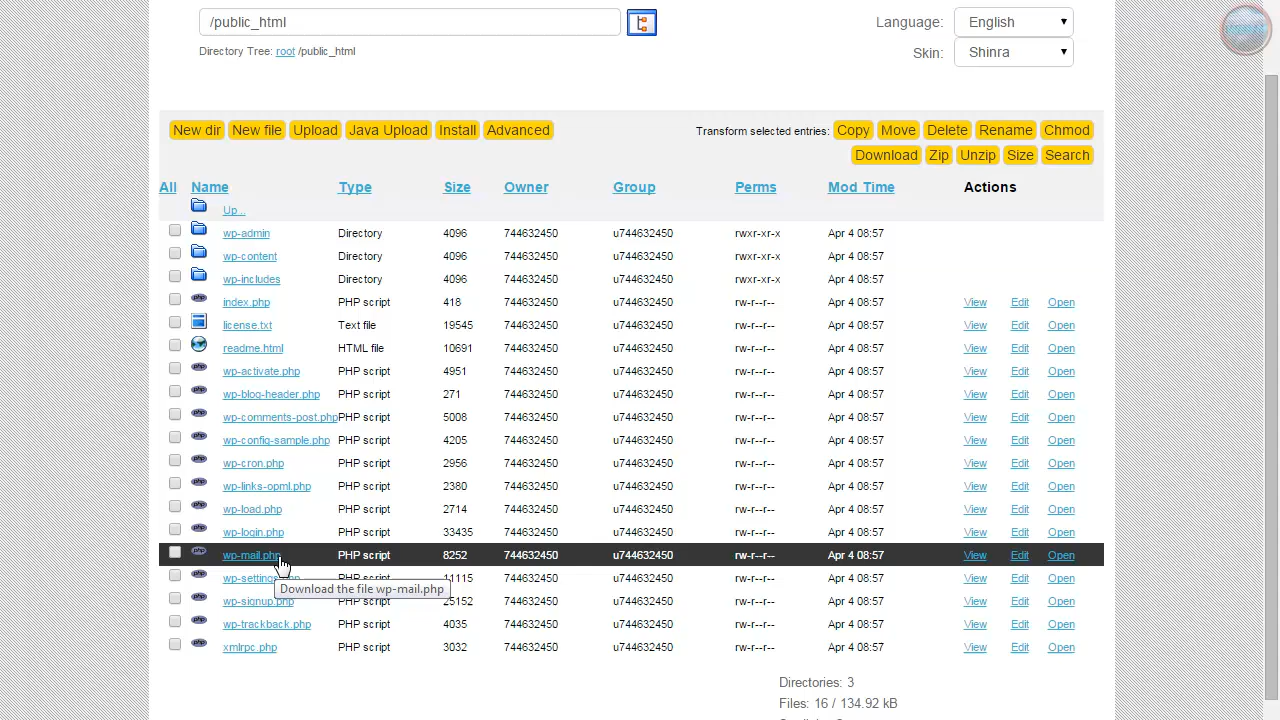 /public_html
Language: English
Directory Tree: root /public_html
Skin: Shinra
New dir New file Upload Java Upload Install Advanced
Transform selected entries: Copy Move Delete Rename Chmod
Download Zip Unzip Size Search
All Name Type Size Owner Group Perms Mod Time Actions
Up ..
wp-admin Directory 4096 744632450 u744632450 rwxr-xr-x Apr 4 08:57
wp-content Directory 4096 744632450 u744632450 rwxr-xr-x Apr 4 08:57
wp-includes Directory 4096 744632450 u744632450 rwxr-xr-x Apr 4 08:57
index.php PHP script 418 744632450 u744632450 rw-r--r-- Apr 4 08:57 View Edit Open
license.txt Text file 19545 744632450 u744632450 rw-r--r-- Apr 4 08:57 View Edit Open
readme.html HTML file 10691 744632450 u744632450 rw-r--r-- Apr 4 08:57 View Edit Open
wp-activate.php PHP script 4951 744632450 u744632450 rw-r--r-- Apr 4 08:57 View Edit Open
wp-blog-header.php PHP script 271 744632450 u744632450 rw-r--r-- Apr 4 08:57 View Edit Open
wp-comments-post.php PHP script 5008 744632450 u744632450 rw-r--r-- Apr 4 08:57 View Edit Open
wp-config-sample.php PHP script 4205 744632450 u744632450 rw-r--r-- Apr 4 08:57 View Edit Open
wp-cron.php PHP script 2956 744632450 u744632450 rw-r--r-- Apr 4 08:57 View Edit Open
wp-links-opml.php PHP script 2380 744632450 u744632450 rw-r--r-- Apr 4 08:57 View Edit Open
wp-load.php PHP script 2714 744632450 u744632450 rw-r--r-- Apr 4 08:57 View Edit Open
wp-login.php PHP script 33435 744632450 u744632450 rw-r--r-- Apr 4 08:57 View Edit Open
wp-mail.php PHP script 8252 744632450 u744632450 rw-r--r-- Apr 4 08:57 View Edit Open
wp-settings.php PHP script 11115 744632450 u744632450 rw-r--r-- Apr 4 08:57 View Edit Open
Download the file wp-mail.php
wp-signup.php PHP script 25152 744632450 u744632450 rw-r--r-- Apr 4 08:57 View Edit Open
wp-trackback.php PHP script 4035 744632450 u744632450 rw-r--r-- Apr 4 08:57 View Edit Open
xmlrpc.php PHP script 3032 744632450 u744632450 rw-r--r-- Apr 4 08:57 View Edit Open
Directories: 3
Files: 16 / 134.92 kB